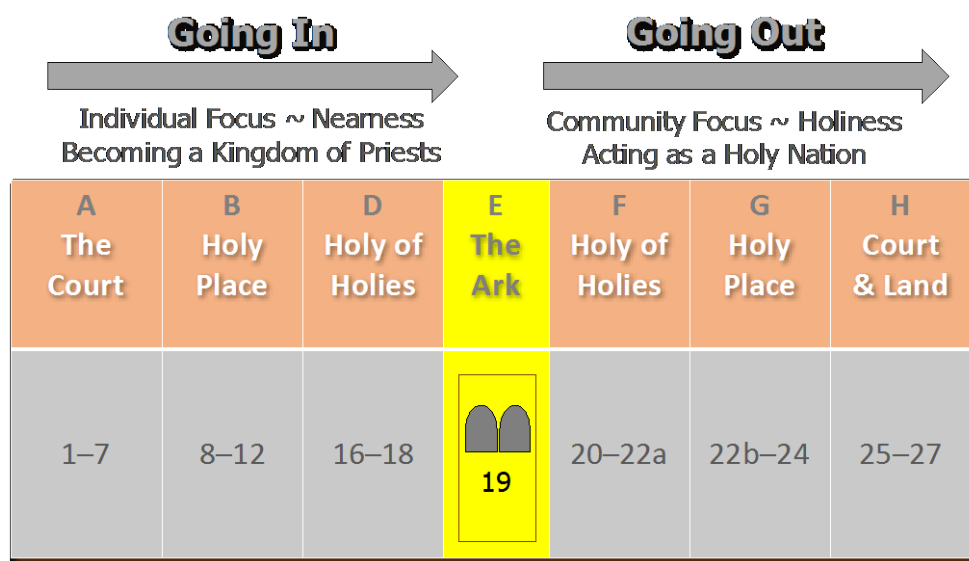 Going In
Going Out
Individual Focus ~ Nearness
Becoming a Kingdom of Priests
Community Focus ~ Holiness
Acting as a Holy Nation
A
The
Court
B
Holy
Place
D
Holy of
Holies
E
The
Ark
F
Holy of
Holies
G
Holy
Place
H
Court
& Land
1–7
8–12
16–18
19
20–22a
22b–24
25–27